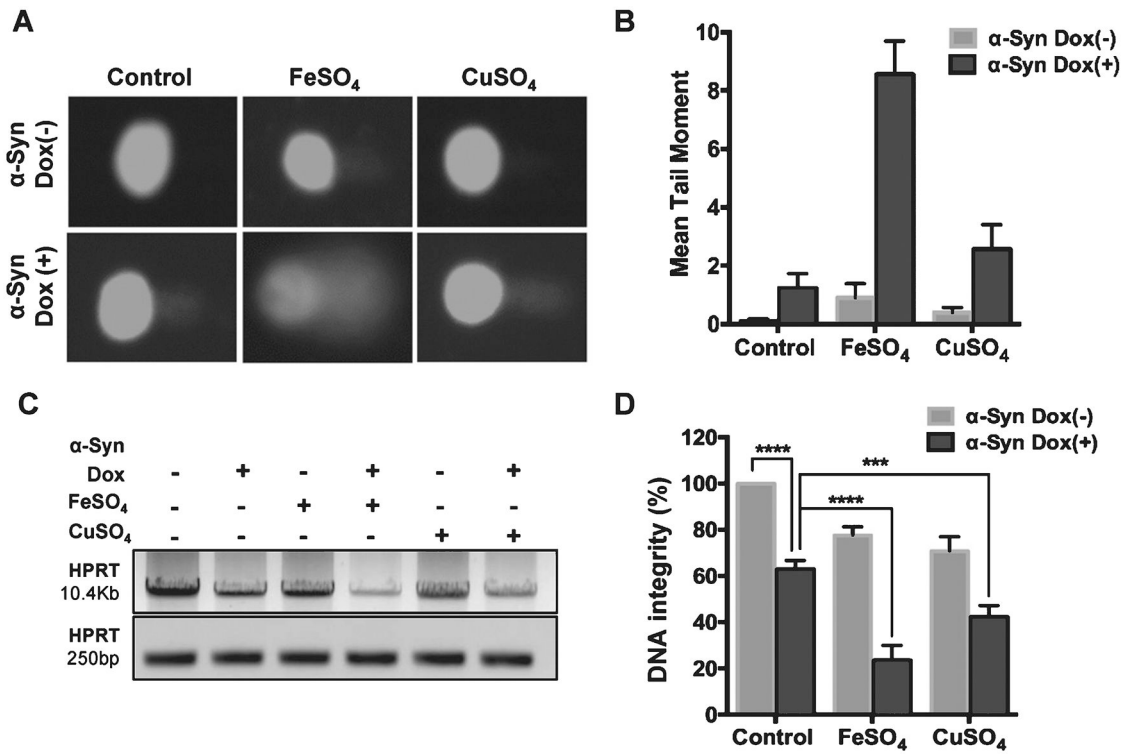 A
Control
FeSO₄
CuSO₄
α-Syn
Dox(-)
α-Syn
Dox (+)
B
α-Syn Dox(-)
α-Syn Dox(+)
Mean Tail Moment
10
8
6
4
2
0
Control
FeSO₄
CuSO₄
C
α-Syn
Dox - + - + - +
FeSO₄ - - + + - -
CuSO₄ - - - - + +
HPRT
10.4Kb
HPRT
250bp
D
α-Syn Dox(-)
α-Syn Dox(+)
DNA integrity (%)
120
100
80
60
40
20
0
****
***
****
Control
FeSO₄
CuSO₄